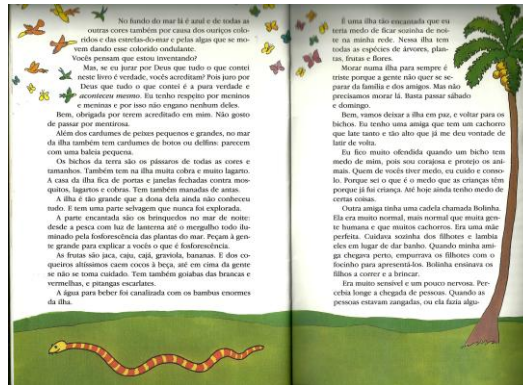 No fundo do mar lá é azul e de todas as
outras cores também por causa dos ouriços colo-
ridos e das estrelas-do-mar e pelas algas que se mo-
vem dando esse colorido ondulante.
Vocês pensam que estou inventando?
Mas, se eu jurar por Deus que tudo o que contei
neste livro é verdade, vocês acreditam? Pois juro por
Deus que tudo o que contei é a pura verdade e
aconteceu mesmo. Eu tenho respeito por meninos
e meninas e por isso não engano nenhum deles.
Bem, obrigada por terem acreditado em mim. Não gosto
de passar por mentirosa.
Além dos cardumes de peixes pequenos e grandes, no mar
da ilha também tem cardumes de botos ou delfins: parecem
com uma baleia pequena.
Os bichos da terra são os pássaros de todas as cores e
tamanhos. Também tem na ilha muita cobra e muito lagarto.
A casa da ilha fica de portas e janelas fechadas contra mos-
quitos, lagartos e cobras. Tem também manadas de antas.
A ilha é tão grande que a dona dela ainda não conheceu
tudo. E tem uma parte selvagem que nunca foi explorada.
A parte encantada são os brinquedos no mar de noite:
desde a pesca com luz de lanterna até o mergulho todo ilu-
minado pela fosforescência das plantas do mar. Peçam à gen-
te grande para explicar a vocês o que é fosforescência.
As frutas são jaca, caju, cajá, graviola, bananas. E dos co-
queiros altíssimos caem cocos à beça, até em cima da gente
se não se toma cuidado. Tem também goiabas das brancas e
vermelhas, e pitangas escarlates.
A água para beber foi canalizada com os bambus enormes
da ilha.
É uma ilha tão encantada que eu
teria medo de ficar sozinha de noi-
te na minha rede. Nessa ilha tem
todas as espécies de árvores, plan-
tas, frutas e flores.
Morar numa ilha para sempre é
triste porque a gente não quer se se-
parar da família e dos amigos. Mas não
precisamos morar lá. Basta passar sábado
e domingo.
Bem, vamos deixar a ilha em paz, e voltar para os
bichos. Eu tenho uma amiga que tem um cachorro
que late tanto e tão alto que já me deu vontade de
latir de volta.
Eu fico muito ofendida quando um bicho tem
medo de mim, pois sou corajosa e protejo os ani-
mais. Quem de vocês tiver medo, eu cuido e conso-
lo. Porque sei o que é o medo que as crianças têm
porque já fui criança. Até hoje ainda tenho medo de
certas coisas.
Outra amiga tinha uma cadela chamada Bolinha.
Ela era muito normal, mais normal que muita gen-
te humana e que muitos cachorros. Era uma mãe
perfeita. Cuidava sozinha dos filhotes e lambia
eles em lugar de dar banho. Quando minha ami-
ga chegava perto, empurrava os filhotes com o
focinho para apresentá-los. Bolinha ensinava os
filhos a correr e a brincar.
Era muito sensível e um pouco nervosa. Per-
cebia longe a chegada de pessoas. Quando as
pessoas estavam zangadas, ou ela fazia algu-